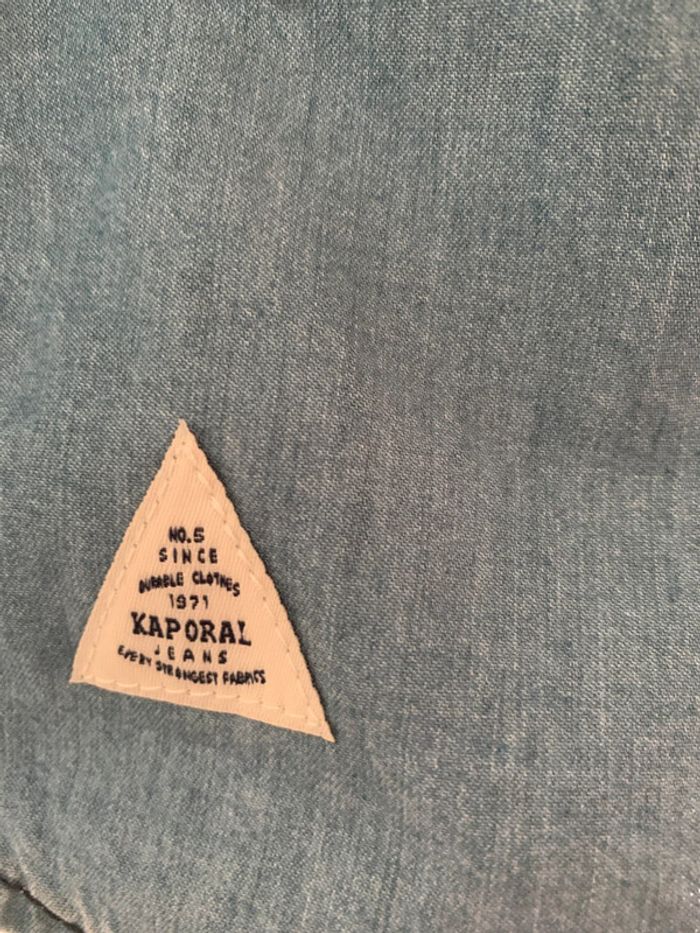 NO.5
SINCE
DURABLE CLOTHES
1971
KAPORAL
JEANS
EVERY STRONGEST FABRICS